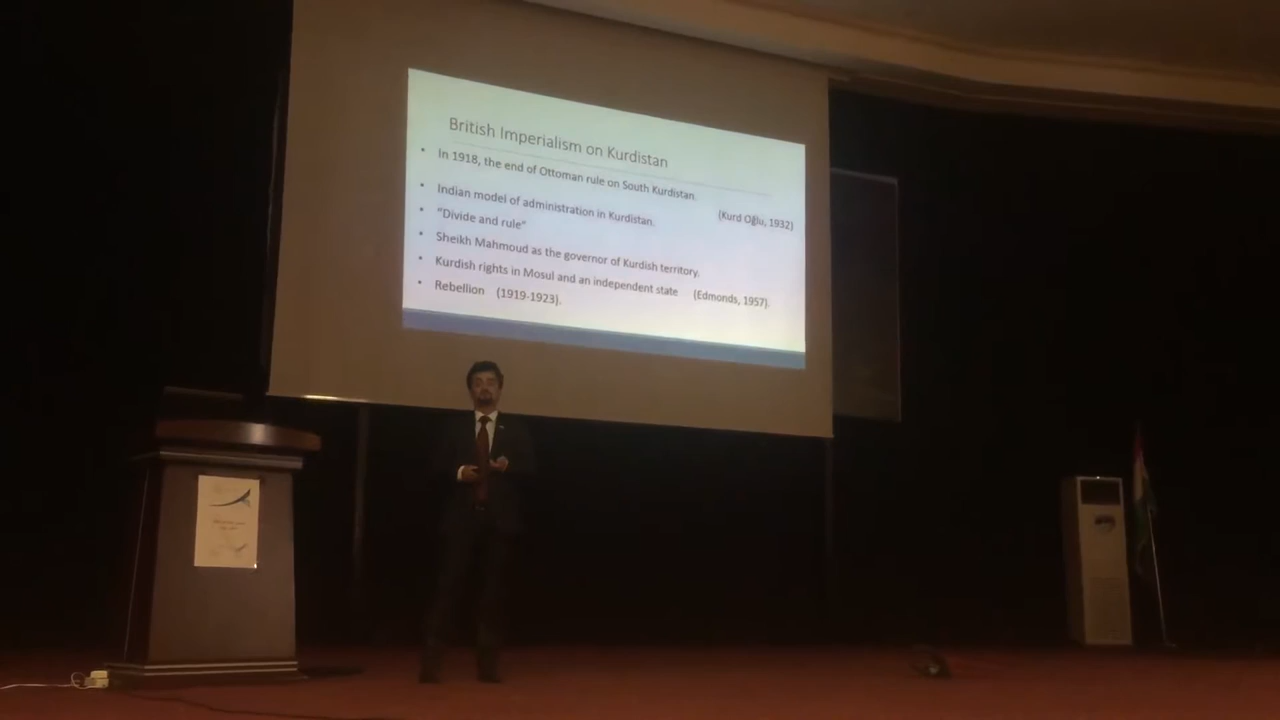 British Imperialism on Kurdistan
• In 1918, the end of Ottoman rule on South Kurdistan.
(Kurd Oğlu, 1932)
• Indian model of administration in Kurdistan.
• "Divide and rule"
• Sheikh Mahmoud as the governor of Kurdish territory.
• Kurdish rights in Mosul and an independent state (Edmonds, 1957).
• Rebellion (1919-1923).